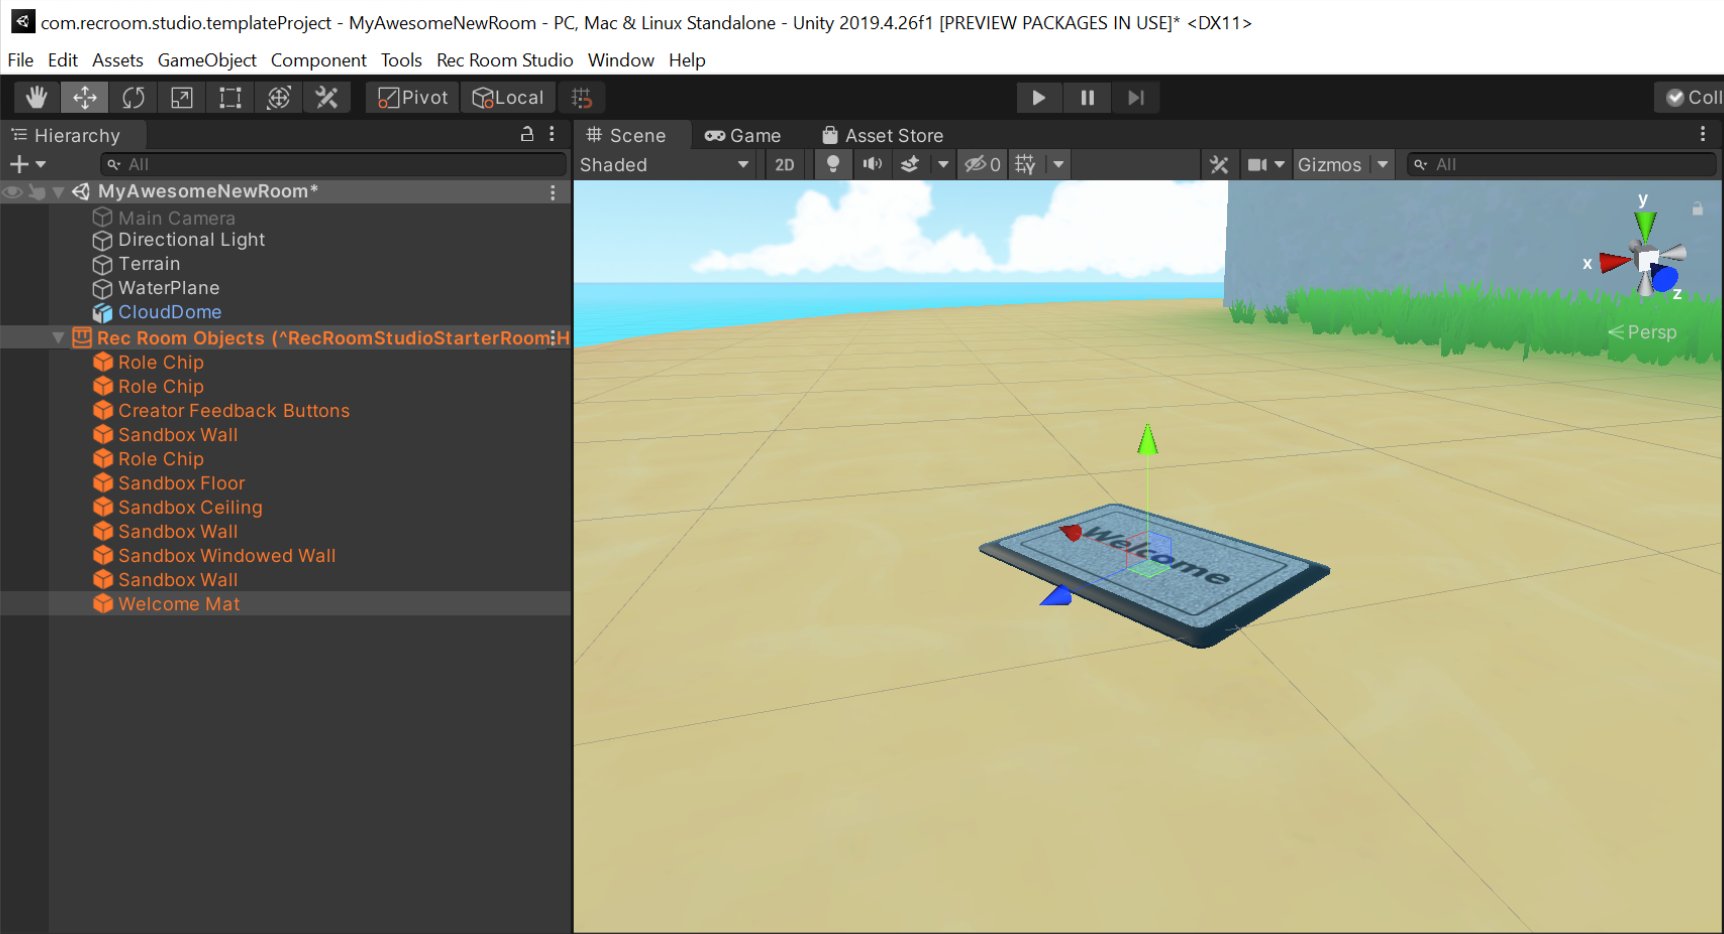 com.recroom.studio.templateProject - MyAwesomeNewRoom - PC, Mac & Linux Standalone - Unity 2019.4.26f1 [PREVIEW PACKAGES IN USE]* <DX11>
File Edit Assets GameObject Component Tools Rec Room Studio Window Help
Pivot Local Coll
Hierarchy
Scene Game Asset Store
All
Shaded 2D 0 Gizmos All
MyAwesomeNewRoom*
Main Camera
Directional Light
Terrain
WaterPlane
CloudDome
Rec Room Objects (^RecRoomStudioStarterRoom H
Role Chip
Role Chip
Creator Feedback Buttons
Sandbox Wall
Role Chip
Sandbox Floor
Sandbox Ceiling
Sandbox Wall
Sandbox Windowed Wall
Sandbox Wall
Welcome Mat
y
x
z
Persp
Welcome